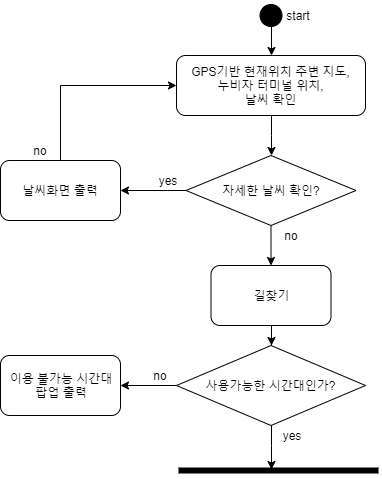 start
GPS기반 현재위치 주변 지도,
누비자 터미널 위치,
날씨 확인
no
날씨화면 출력
yes
자세한 날씨 확인?
no
길찾기
이용 불가능 시간대
팝업 출력
no
사용가능한 시간대인가?
yes